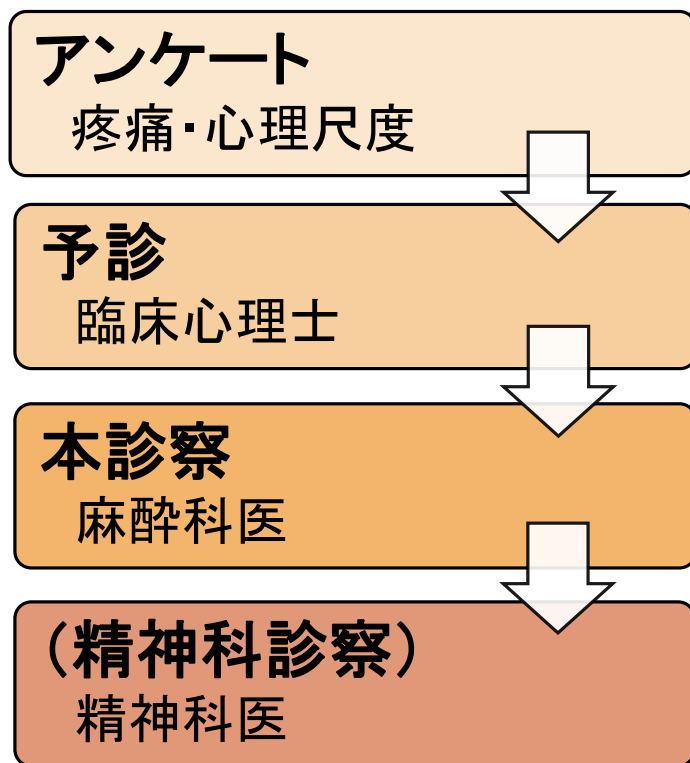 アンケート
疼痛・心理尺度
予診
臨床心理士
本診察
麻酔科医
（精神科診察）
精神科医